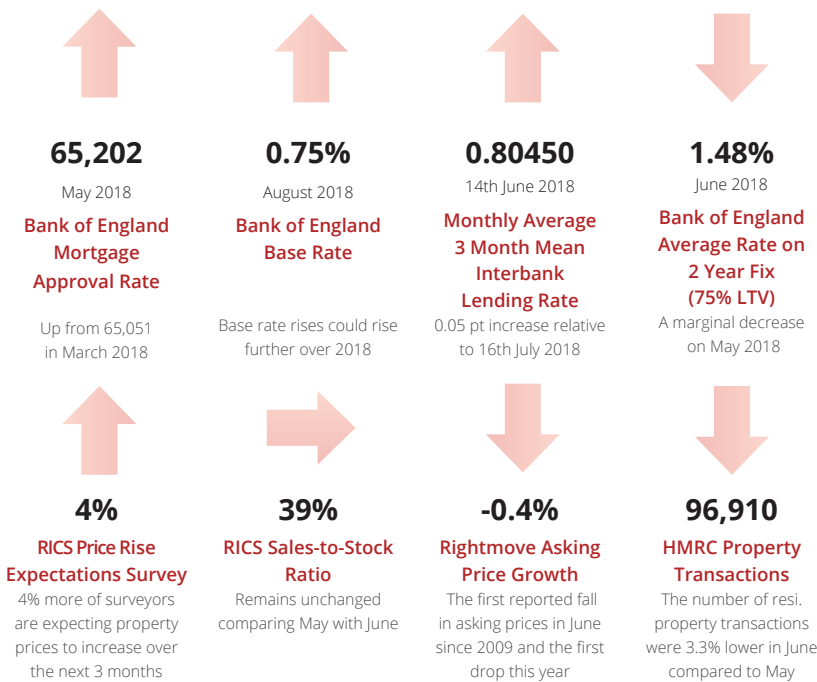 65,202
May 2018
Bank of England
Mortgage
Approval Rate
Up from 65,051
in March 2018
0.75%
August 2018
Bank of England
Base Rate
Base rate rises could rise
further over 2018
0.80450
14th June 2018
Monthly Average
3 Month Mean
Interbank
Lending Rate
0.05 pt increase relative
to 16th July 2018
1.48%
June 2018
Bank of England
Average Rate on
2 Year Fix
(75% LTV)
A marginal decrease
on May 2018
4%
RICS Price Rise
Expectations Survey
4% more of surveyors
are expecting property
prices to increase over
the next 3 months
39%
RICS Sales-to-Stock
Ratio
Remains unchanged
comparing May with June
-0.4%
Rightmove Asking
Price Growth
The first reported fall
in asking prices in June
since 2009 and the first
drop this year
96,910
HMRC Property
Transactions
The number of resi.
property transactions
were 3.3% lower in June
compared to May